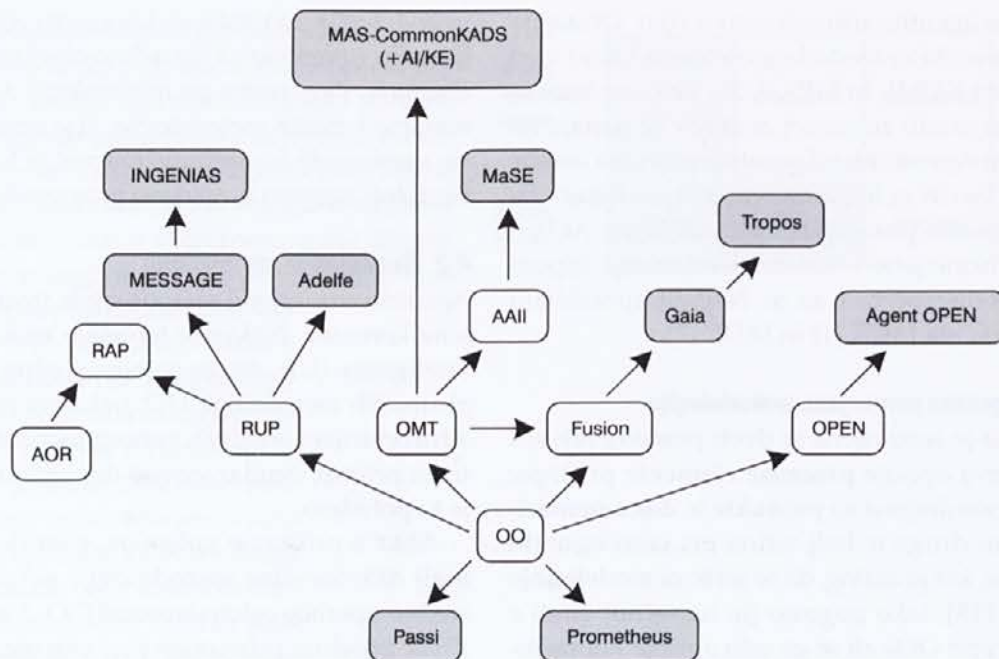 MAS-CommonKADS
(+AI/KE)
INGENIAS
MaSE
Tropos
MESSAGE
Adelfe
AAII
Gaia
Agent OPEN
RAP
AOR
RUP
OMT
Fusion
OPEN
OO
Passi
Prometheus